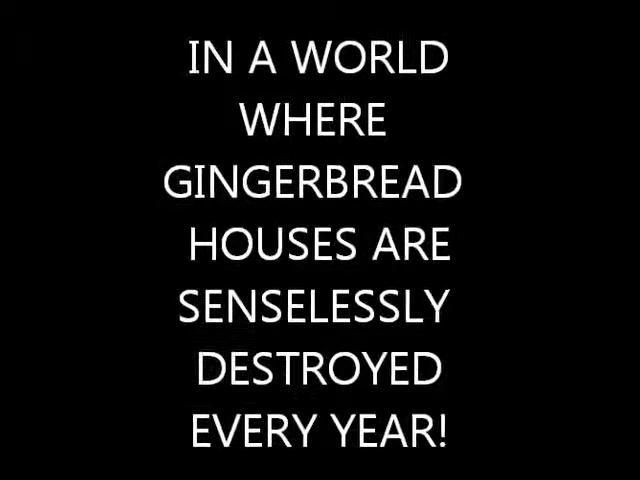 IN A WORLD
WHERE
GINGERBREAD
HOUSES ARE
SENSELESSLY
DESTROYED
EVERY YEAR!